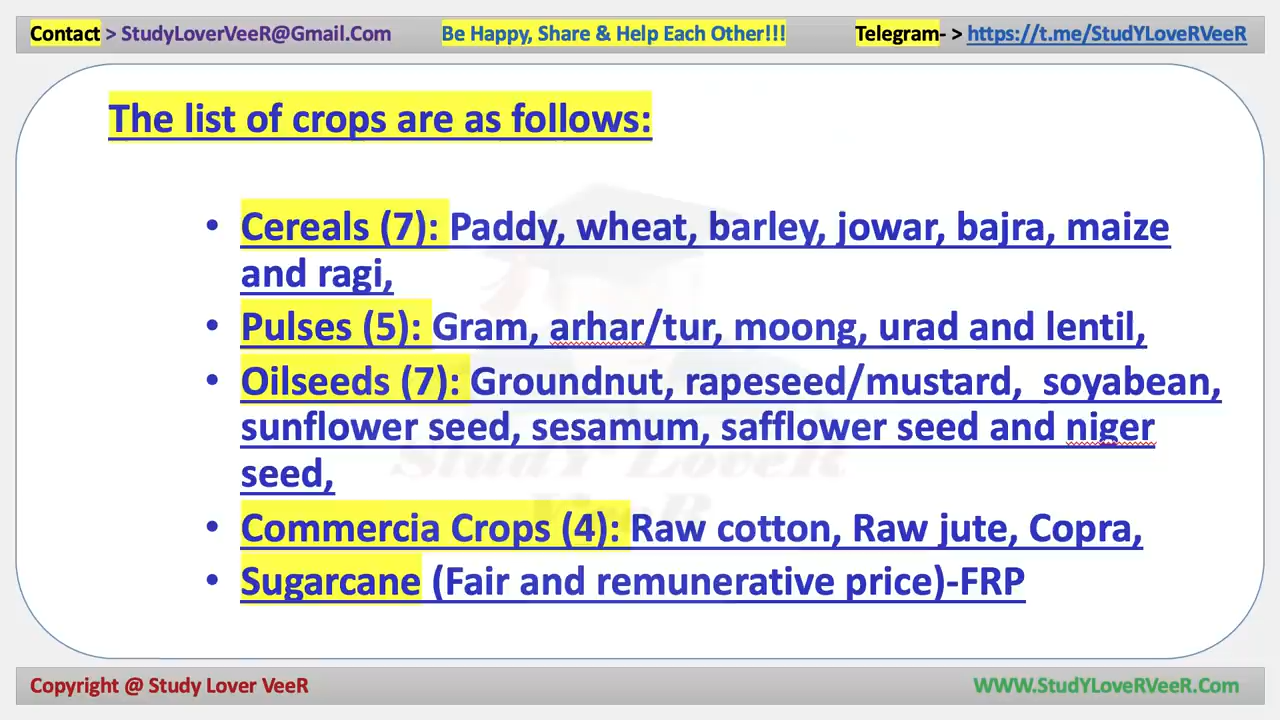 Contact > StudyLoverVeeR@Gmail.Com
Be Happy, Share & Help Each Other!!!
Telegram- > https://t.me/StudYLoveRVeeR
The list of crops are as follows:
• Cereals (7): Paddy, wheat, barley, jowar, bajra, maize
and ragi,
• Pulses (5): Gram, arhar/tur, moong, urad and lentil,
• Oilseeds (7): Groundnut, rapeseed/mustard, soyabean,
sunflower seed, sesamum, safflower seed and niger
seed,
• Commercia Crops (4): Raw cotton, Raw jute, Copra,
• Sugarcane (Fair and remunerative price)-FRP
StudY LoveR
VeeR
Copyright @ Study Lover VeeR
WWW.StudYLoveRVeeR.Com